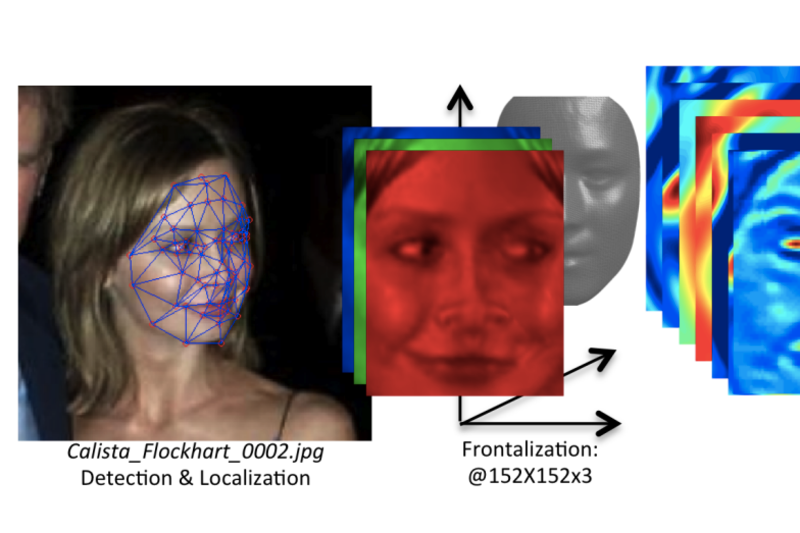 Calista_Flockhart_0002.jpg
Detection & Localization
Frontalization:
@152X152x3